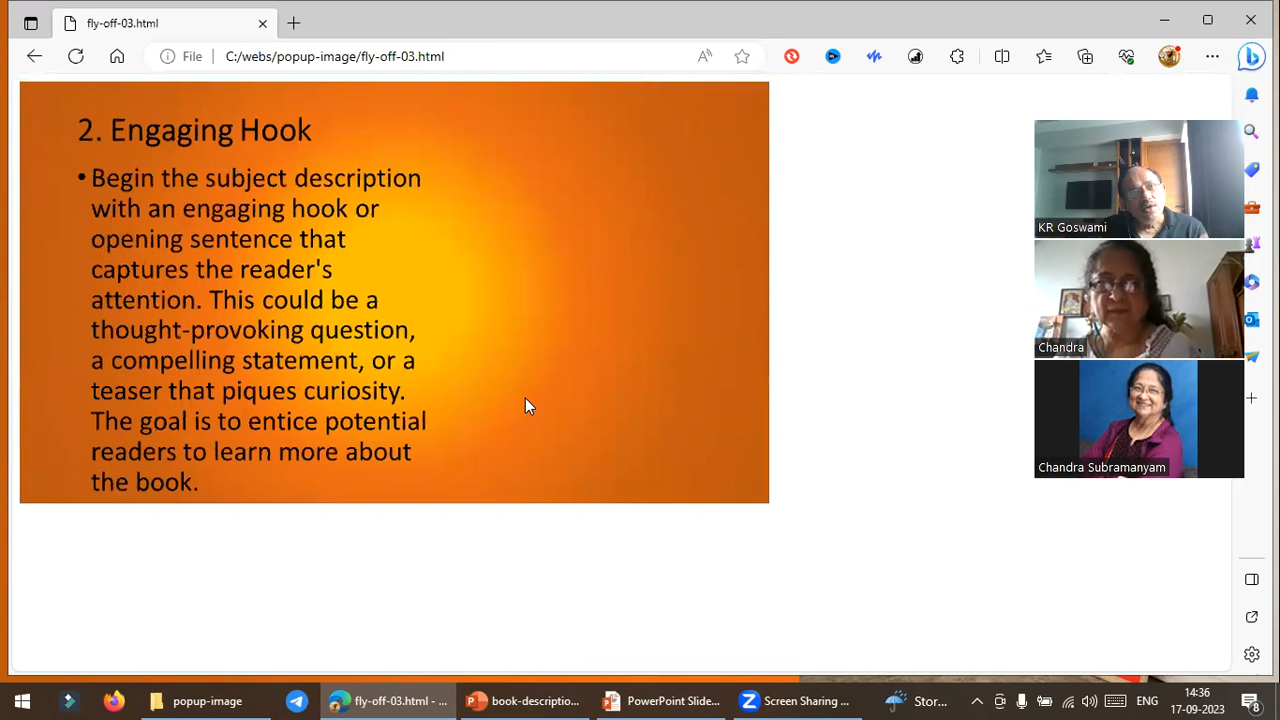 fly-off-03.html
File
C:/webs/popup-image/fly-off-03.html
2. Engaging Hook
• Begin the subject description
with an engaging hook or
opening sentence that
captures the reader's
attention. This could be a
thought-provoking question,
a compelling statement, or a
teaser that piques curiosity.
The goal is to entice potential
readers to learn more about
the book.
KR Goswami
Chandra
Chandra Subramanyam
popup-image
fly-off-03.html - ...
book-descriptio...
PowerPoint Slide...
Screen Sharing ...
Stor...
ENG
14:36
17-09-2023
8